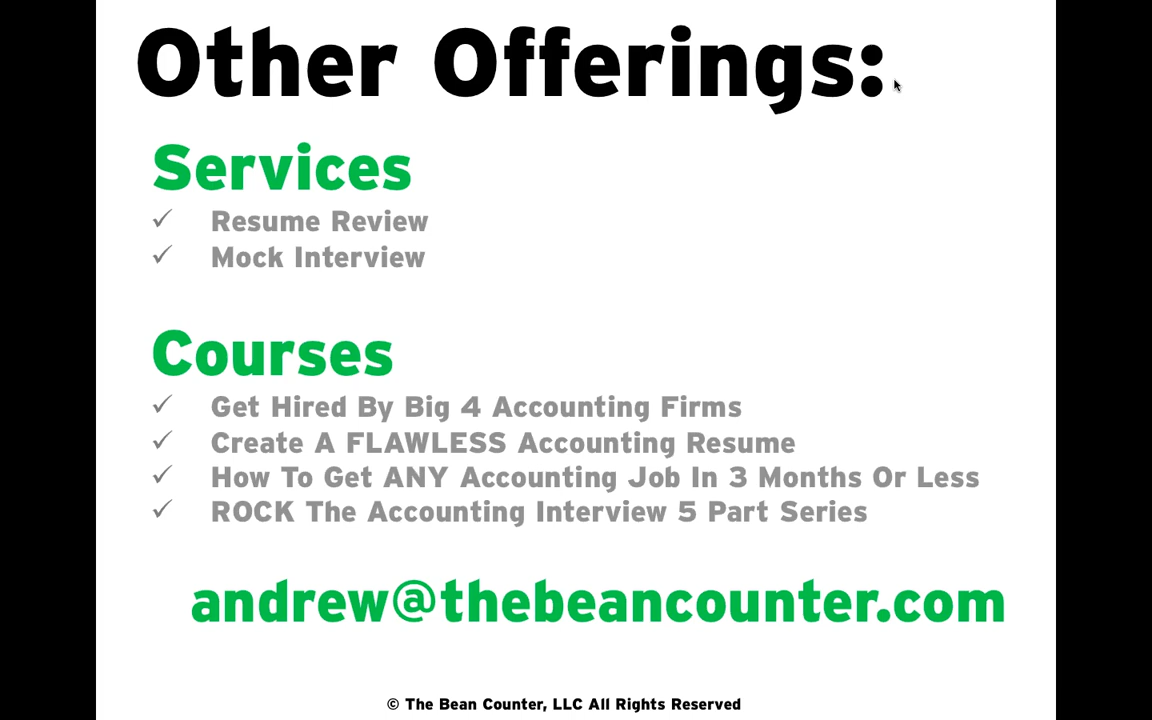 Other Offerings:
Services
✓ Resume Review
✓ Mock Interview
Courses
✓ Get Hired By Big 4 Accounting Firms
✓ Create A FLAWLESS Accounting Resume
✓ How To Get ANY Accounting Job In 3 Months Or Less
✓ ROCK The Accounting Interview 5 Part Series
andrew@thebeancounter.com
© The Bean Counter, LLC All Rights Reserved